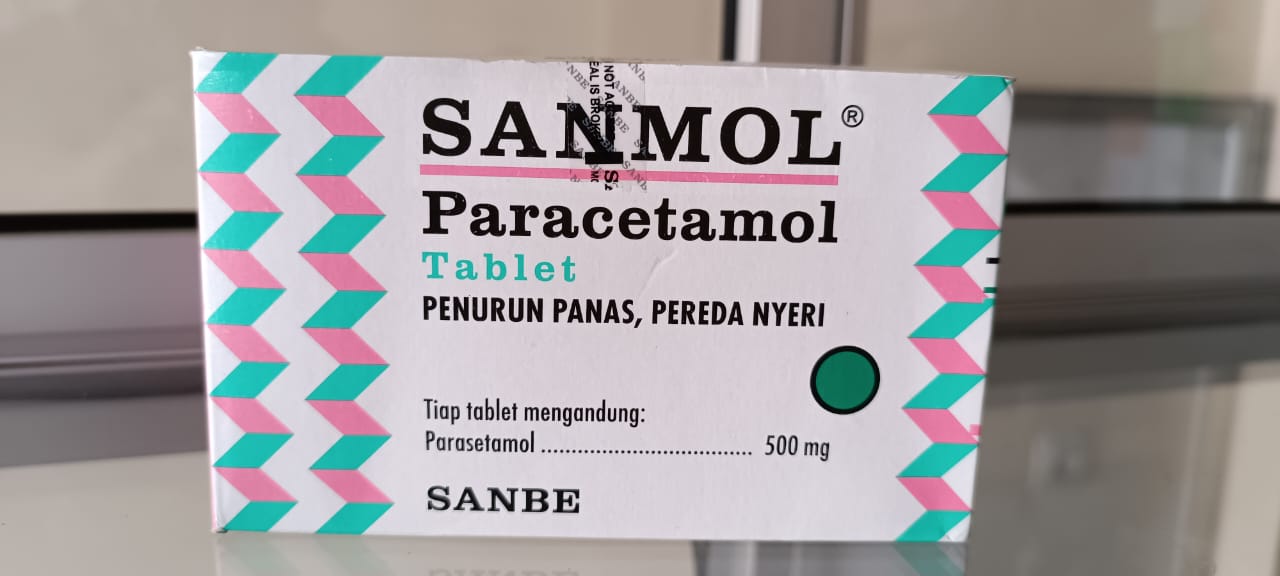 SANMOL®
Paracetamol
Tablet
PENURUN PANAS, PEREDA NYERI
Tiap tablet mengandung:
Parasetamol ................................... 500 mg
SANBE